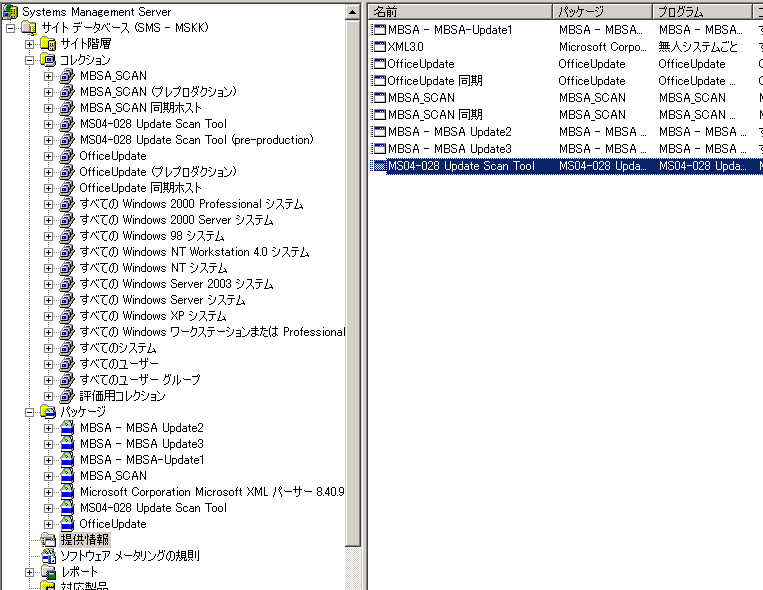 Systems Management Server
サイト データベース (SMS - MSKK)
サイト階層
コレクション
MBSA_SCAN
MBSA_SCAN (プレプロダクション)
MBSA_SCAN 同期ホスト
MS04-028 Update Scan Tool
MS04-028 Update Scan Tool (pre-production)
OfficeUpdate
OfficeUpdate (プレプロダクション)
OfficeUpdate 同期ホスト
すべての Windows 2000 Professional システム
すべての Windows 2000 Server システム
すべての Windows 98 システム
すべての Windows NT Workstation 4.0 システム
すべての Windows NT システム
すべての Windows Server 2003 システム
すべての Windows Server システム
すべての Windows XP システム
すべての Windows ワークステーションまたは Professional
すべてのシステム
すべてのユーザー
すべてのユーザー グループ
評価用コレクション
パッケージ
MBSA - MBSA Update2
MBSA - MBSA Update3
MBSA - MBSA-Update1
MBSA_SCAN
Microsoft Corporation Microsoft XML パーサー 8.40.9
MS04-028 Update Scan Tool
OfficeUpdate
提供情報
ソフトウェア メータリングの規則
レポート
対応製品
名前 パッケージ プログラム
MBSA - MBSA-Update1 MBSA - MBSA... MBSA - MBSA...
XML3.0 Microsoft Corpo... 無人システムごと
OfficeUpdate OfficeUpdate OfficeUpdate
OfficeUpdate 同期 OfficeUpdate OfficeUpdate ...
MBSA_SCAN MBSA_SCAN MBSA_SCAN
MBSA_SCAN 同期 MBSA_SCAN MBSA_SCAN ...
MBSA - MBSA Update2 MBSA - MBSA ... MBSA - MBSA ...
MBSA - MBSA Update3 MBSA - MBSA ... MBSA - MBSA ...
MS04-028 Update Scan Tool MS04-028 Upda... MS04-028 Upda...